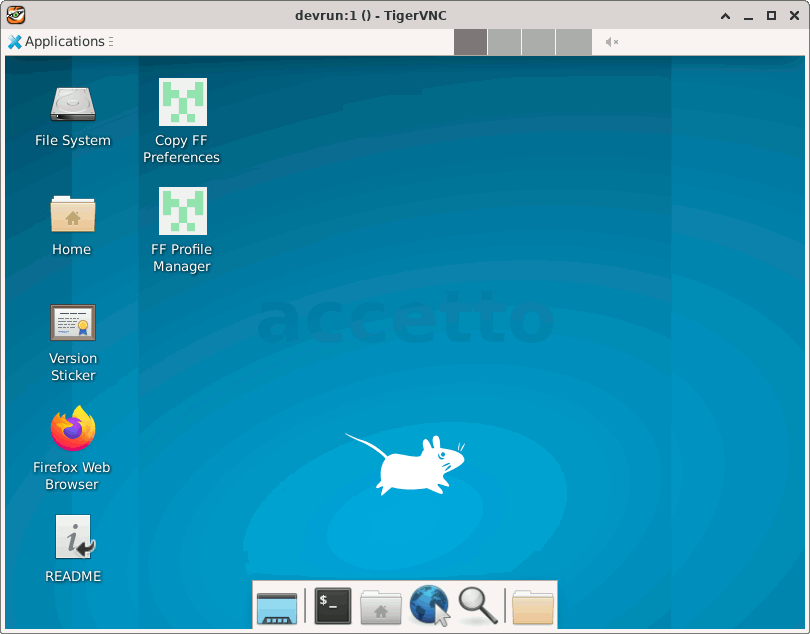 devrun:1 () - TigerVNC
Applications
File System
Copy FF
Preferences
Home
FF Profile
Manager
accetto
Version
Sticker
Firefox Web
Browser
i
README
$_